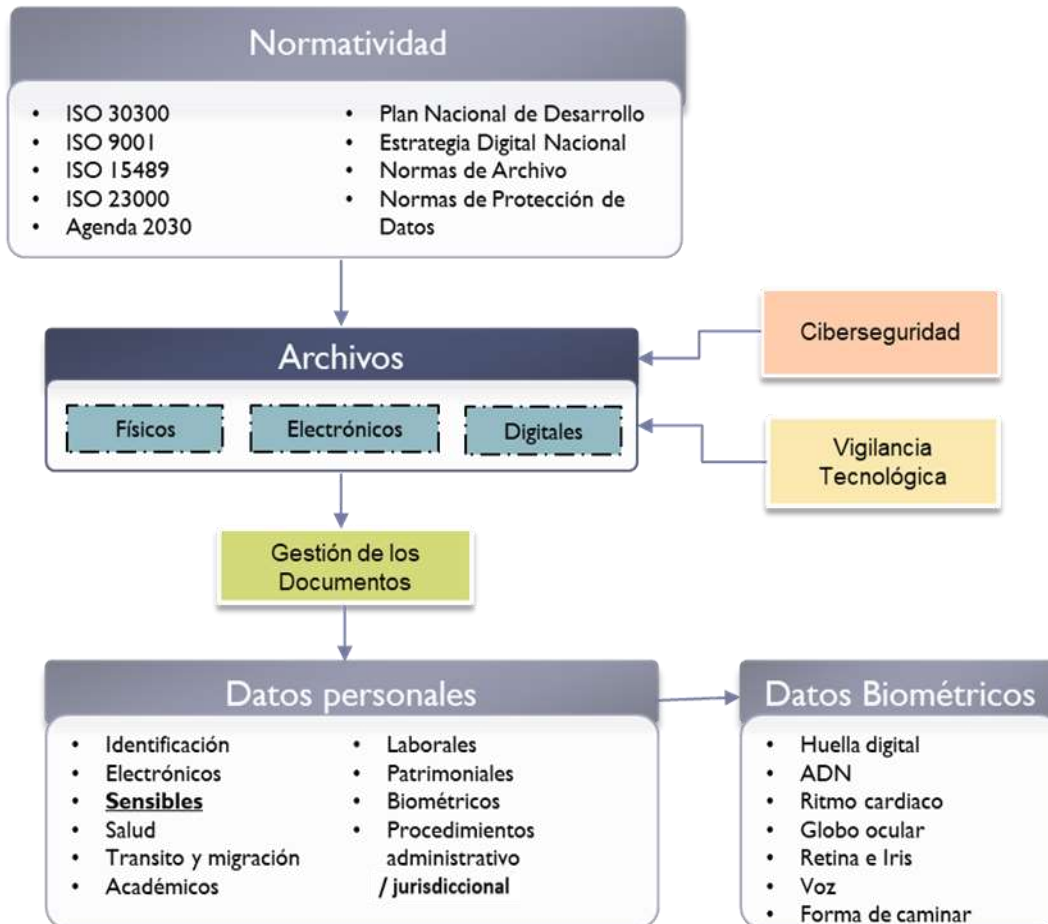 Normatividad
• ISO 30300
• ISO 9001
• ISO 15489
• ISO 23000
• Agenda 2030
• Plan Nacional de Desarrollo
• Estrategia Digital Nacional
• Normas de Archivo
• Normas de Protección de
Datos
Ciberseguridad
Archivos
Físicos
Electrónicos
Digitales
Vigilancia
Tecnológica
Gestión de los
Documentos
Datos personales
• Identificación
• Electrónicos
• Sensibles
• Salud
• Transito y migración
• Académicos
• Laborales
• Patrimoniales
• Biométricos
• Procedimientos
administrativo
/ jurisdiccional
Datos Biométricos
• Huella digital
• ADN
• Ritmo cardiaco
• Globo ocular
• Retina e Iris
• Voz
• Forma de caminar